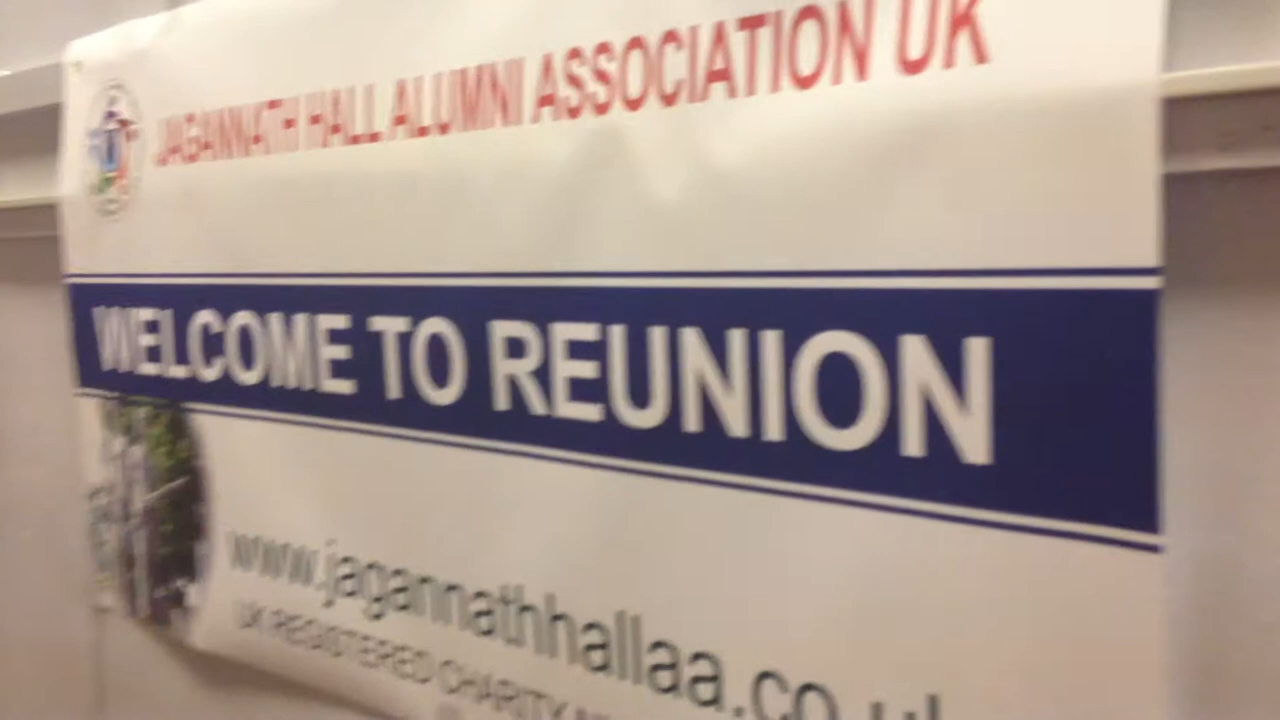 JAGANNATH HALL ALUMNI ASSOCIATION UK
WELCOME TO REUNION
www.jagannathhallaa.co.uk
UK REGISTERED CHARITY